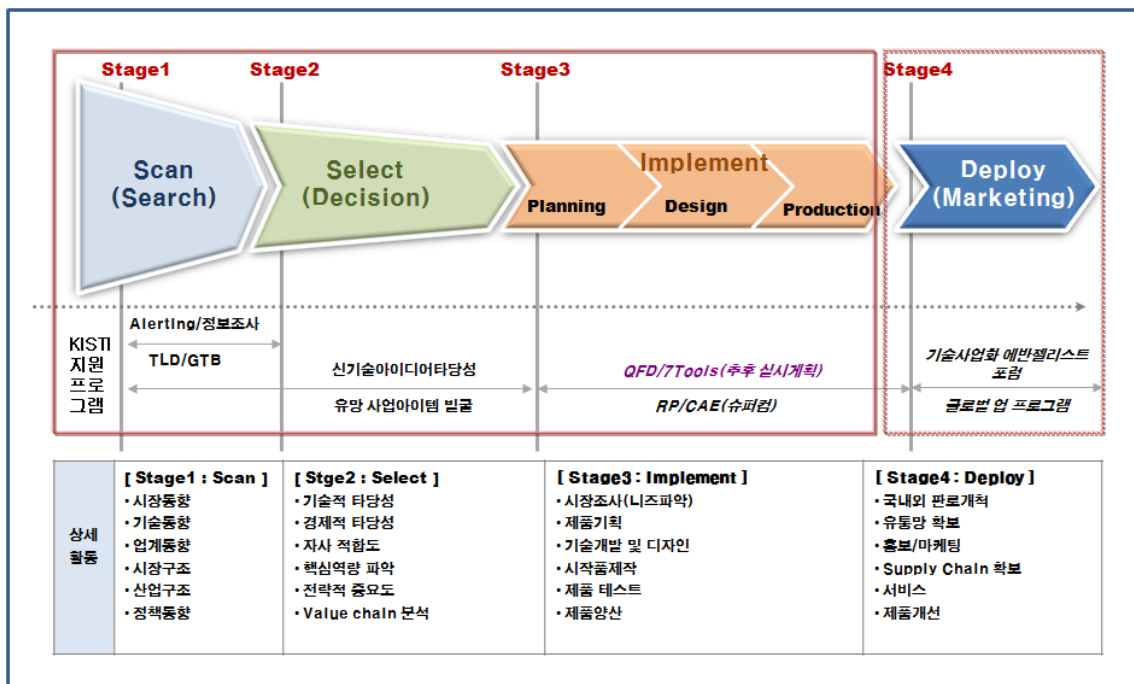 Stage1
Stage2
Stage3
Stage4
Scan
(Search)
Select
(Decision)
Implement
Planning
Design
Production
Deploy
(Marketing)
KISTI
지원
프로
그램
Alerting/정보조사
TLD/GTB
신기술아이디어타당성
유망 사업아이템 발굴
QFD/7Tools(추후 실시계획)
RP/CAE(슈퍼컴)
기술사업화 에반젤리스트
포럼
글로벌 업 프로그램
상세
활동
[ Stage1 : Scan ]
• 시장동향
• 기술동향
• 업계동향
• 시장구조
• 산업구조
• 정책동향
[ Stge2 : Select ]
• 기술적 타당성
• 경제적 타당성
• 자사 적합도
• 핵심역량 파악
• 전략적 중요도
• Value chain 분석
[ Stage3 : Implement ]
• 시장조사(니즈파악)
• 제품기획
• 기술개발 및 디자인
• 시작품제작
• 제품 테스트
• 제품양산
[ Stage4 : Deploy ]
• 국내외 판로개척
• 유통망 확보
• 홍보/마케팅
• Supply Chain 확보
• 서비스
• 제품개선